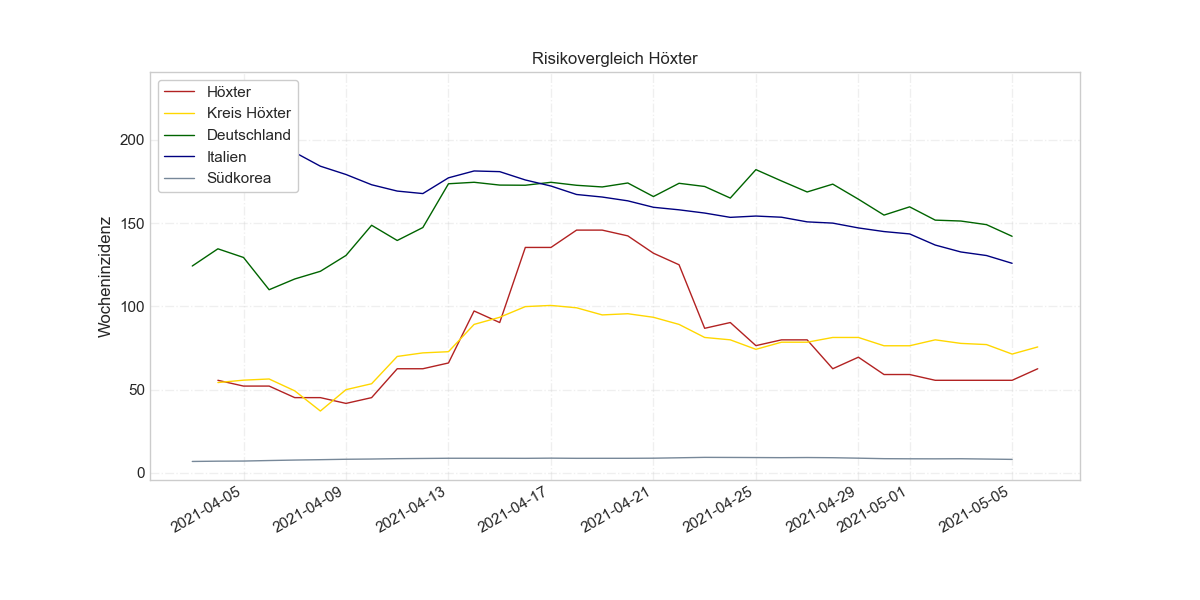 Risikovergleich Höxter
Höxter
Kreis Höxter
Deutschland
Italien
Südkorea
Wocheninzidenz
200
150
100
50
0
2021-04-05
2021-04-09
2021-04-13
2021-04-17
2021-04-21
2021-04-25
2021-04-29
2021-05-01
2021-05-05